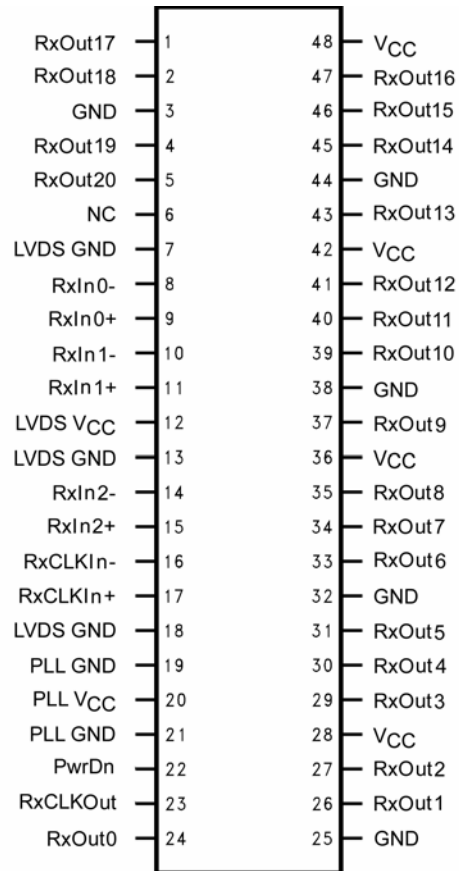 RxOut17 1 48 VCC
RxOut18 2 47 RxOut16
GND 3 46 RxOut15
RxOut19 4 45 RxOut14
RxOut20 5 44 GND
NC 6 43 RxOut13
LVDS GND 7 42 VCC
RxIn0- 8 41 RxOut12
RxIn0+ 9 40 RxOut11
RxIn1- 10 39 RxOut10
RxIn1+ 11 38 GND
LVDS VCC 12 37 RxOut9
LVDS GND 13 36 VCC
RxIn2- 14 35 RxOut8
RxIn2+ 15 34 RxOut7
RxCLKIn- 16 33 RxOut6
RxCLKIn+ 17 32 GND
LVDS GND 18 31 RxOut5
PLL GND 19 30 RxOut4
PLL VCC 20 29 RxOut3
PLL GND 21 28 VCC
PwrDn 22 27 RxOut2
RxCLKOut 23 26 RxOut1
RxOut0 24 25 GND